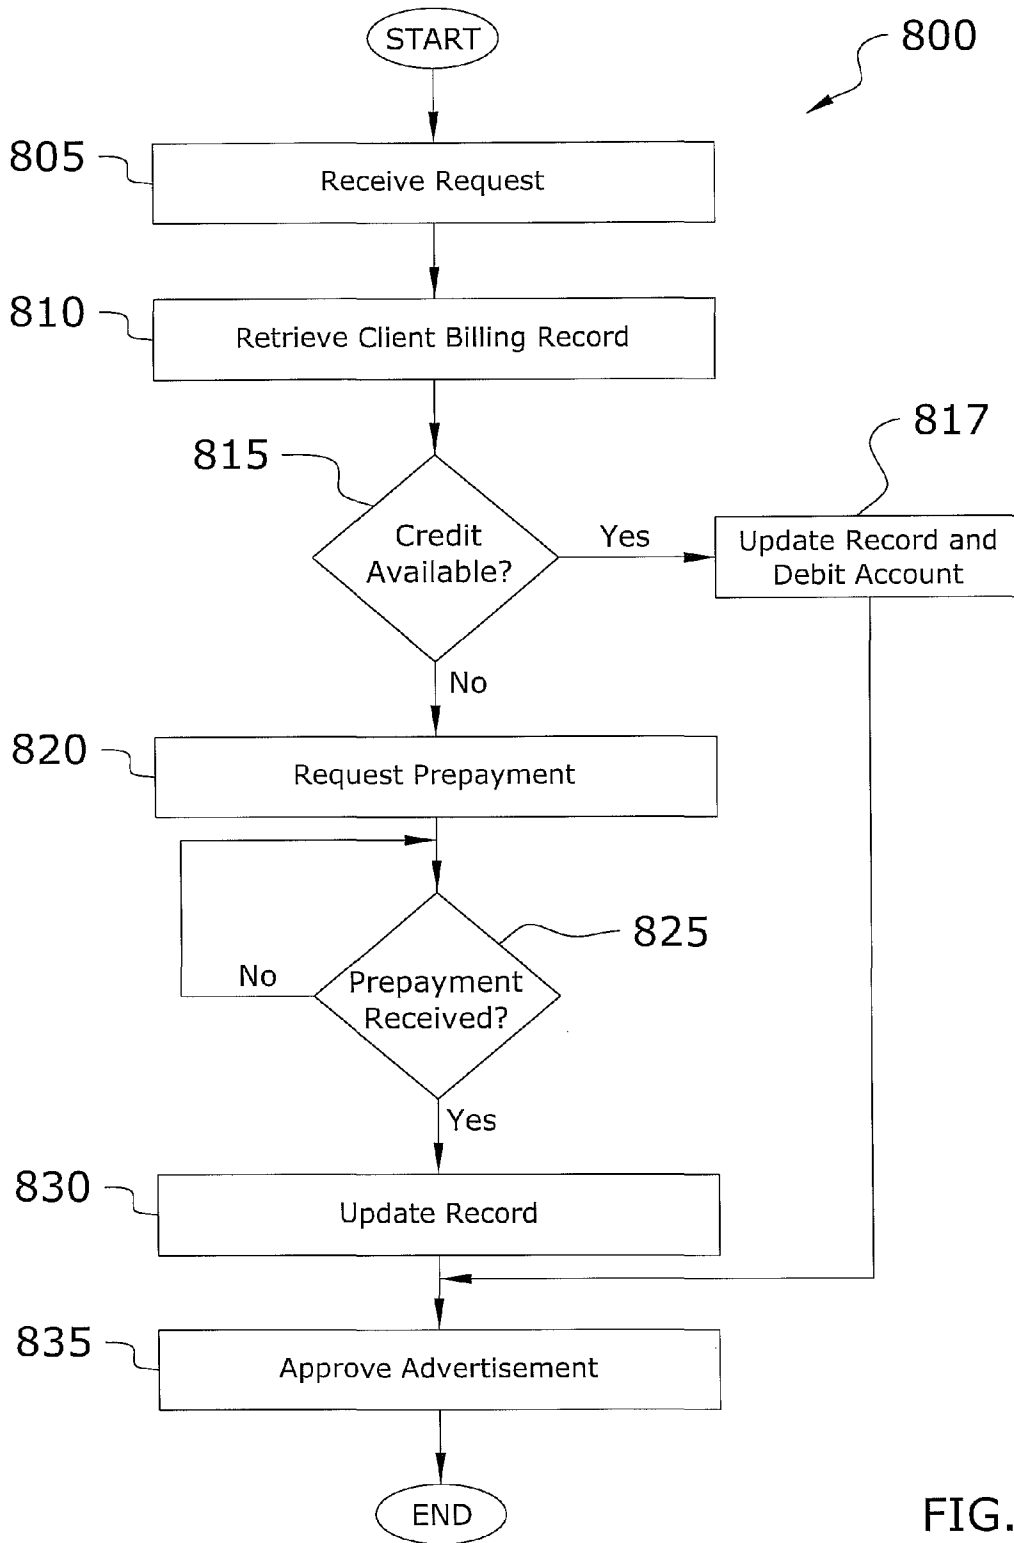 START
800
805
Receive Request
810
Retrieve Client Billing Record
815
Credit
Available?
Yes
817
Update Record and
Debit Account
No
820
Request Prepayment
825
No
Prepayment
Received?
Yes
830
Update Record
835
Approve Advertisement
END
FIG.